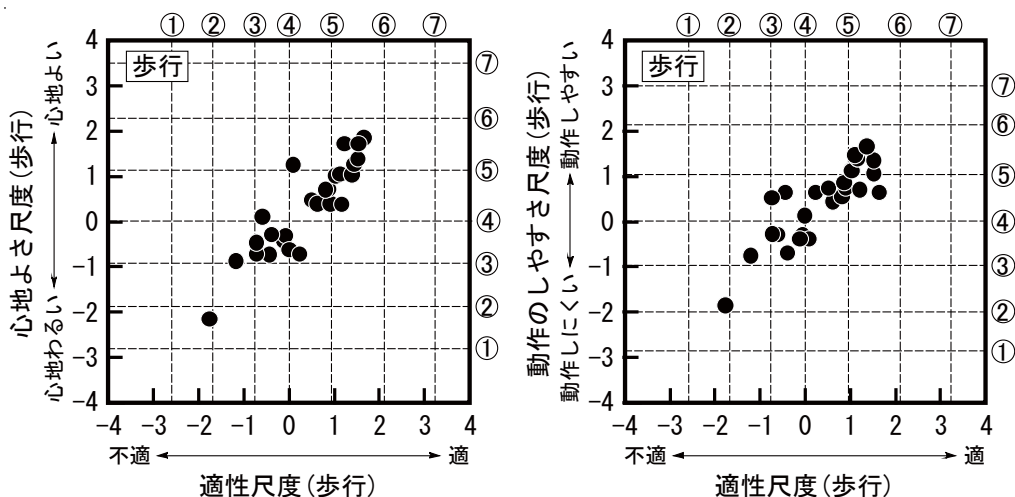 ① ② ③ ④ ⑤ ⑥ ⑦
4
3
2
1
0
-1
-2
-3
-4
歩行
⑦
⑥
⑤
④
③
②
①
心地よさ尺度(歩行)
心地わるい
心地よい
-4 -3 -2 -1 0 1 2 3 4
不適 適
適性尺度(歩行)
① ② ③ ④ ⑤ ⑥ ⑦
4
3
2
1
0
-1
-2
-3
-4
歩行
⑦
⑥
⑤
④
③
②
①
動作のしやすさ尺度(歩行)
動作しにくい
動作しやすい
-4 -3 -2 -1 0 1 2 3 4
不適 適
適性尺度(歩行)